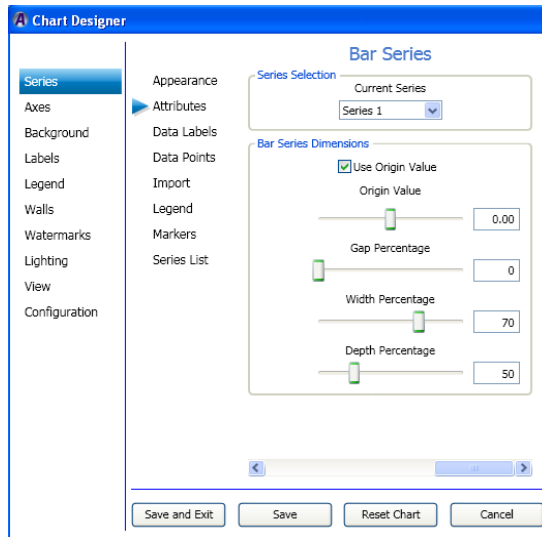 Chart Designer
Series
Axes
Background
Labels
Legend
Walls
Watermarks
Lighting
View
Configuration
Appearance
Attributes
Data Labels
Data Points
Import
Legend
Markers
Series List
Bar Series
Series Selection
Current Series
Series 1
Bar Series Dimensions
Use Origin Value
Origin Value
0.00
Gap Percentage
0
Width Percentage
70
Depth Percentage
50
Save and Exit
Save
Reset Chart
Cancel